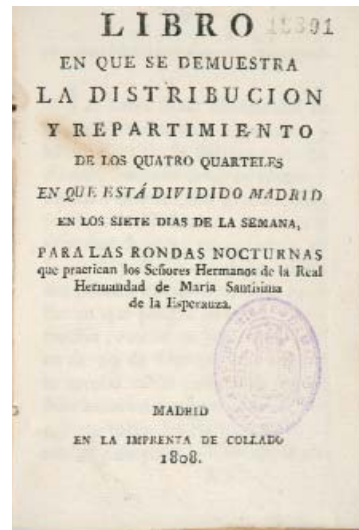 LIBRO
EN QUE SE DEMUESTRA
LA DISTRIBUCION
Y REPARTIMIENTO
DE LOS QUATRO QUARTELES
EN QUE ESTÁ DIVIDIDO MADRID
EN LOS SIETE DIAS DE LA SEMANA,
PARA LAS RONDAS NOCTURNAS
que practican los Señores Hermanos de la Real
Hermandad de Maria Santisima
de la Esperanza.
MADRID
EN LA IMPRENTA DE COLLADO
1808.